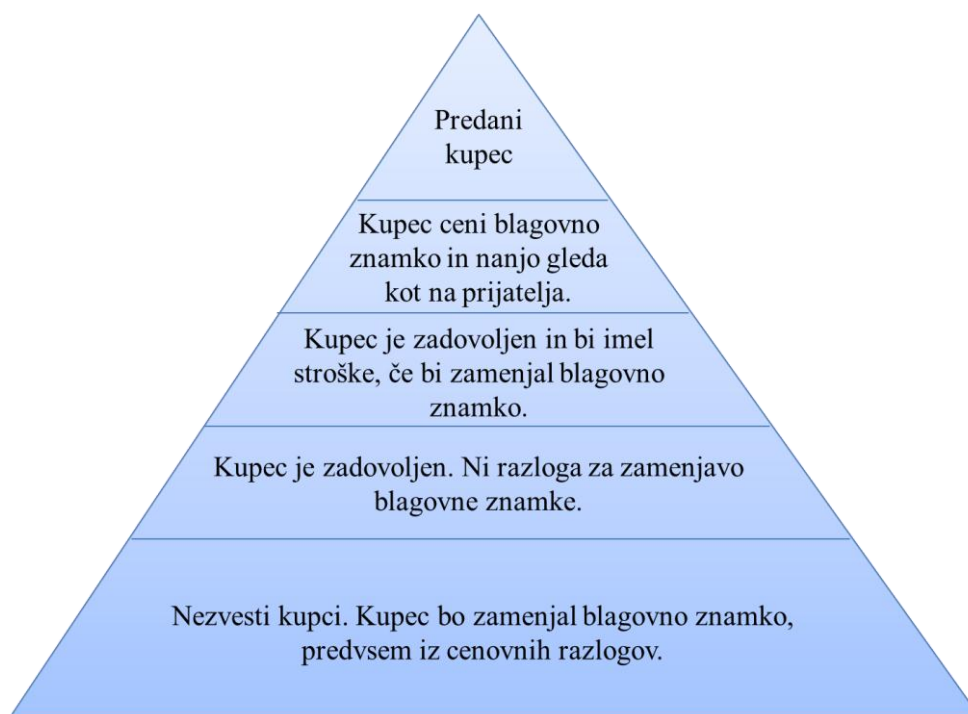 Predani
kupec
Kupec ceni blagovno
znamko in nanjo gleda
kot na prijatelja.
Kupec je zadovoljen in bi imel
stroške, če bi zamenjal blagovno
znamko.
Kupec je zadovoljen. Ni razloga za zamenjavo
blagovne znamke.
Nezvesti kupci. Kupec bo zamenjal blagovno znamko,
predvsem iz cenovnih razlogov.